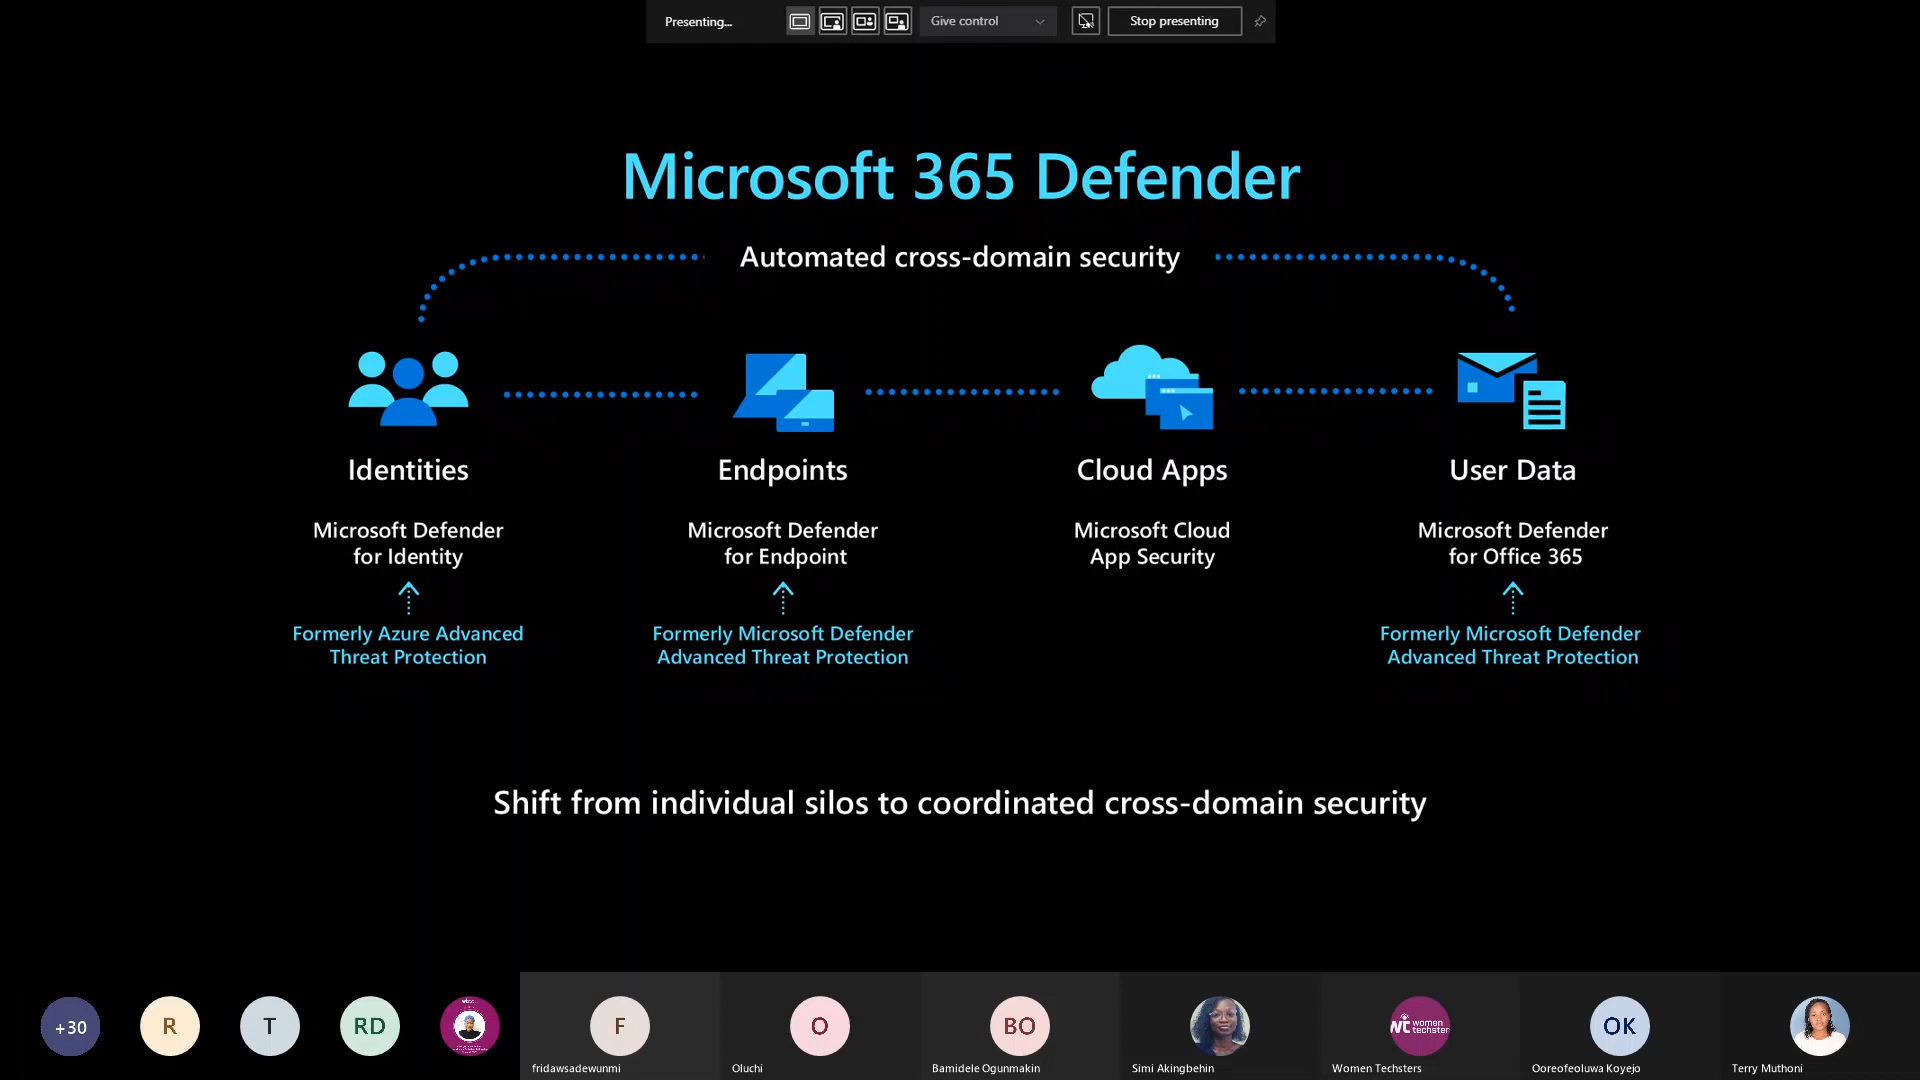 Presenting...
Give control
Stop presenting
Microsoft 365 Defender
Automated cross-domain security
Identities
Endpoints
Cloud Apps
User Data
Microsoft Defender
for Identity
Microsoft Defender
for Endpoint
Microsoft Cloud
App Security
Microsoft Defender
for Office 365
Formerly Azure Advanced
Threat Protection
Formerly Microsoft Defender
Advanced Threat Protection
Formerly Microsoft Defender
Advanced Threat Protection
Shift from individual silos to coordinated cross-domain security
+30
R
T
RD
F
O
BO
women
techster
OK
fridawsadewunmi
Oluchi
Bamidele Ogunmakin
Simi Akingbehin
Women Techsters
Ooreofeoluwa Koyejo
Terry Muthoni